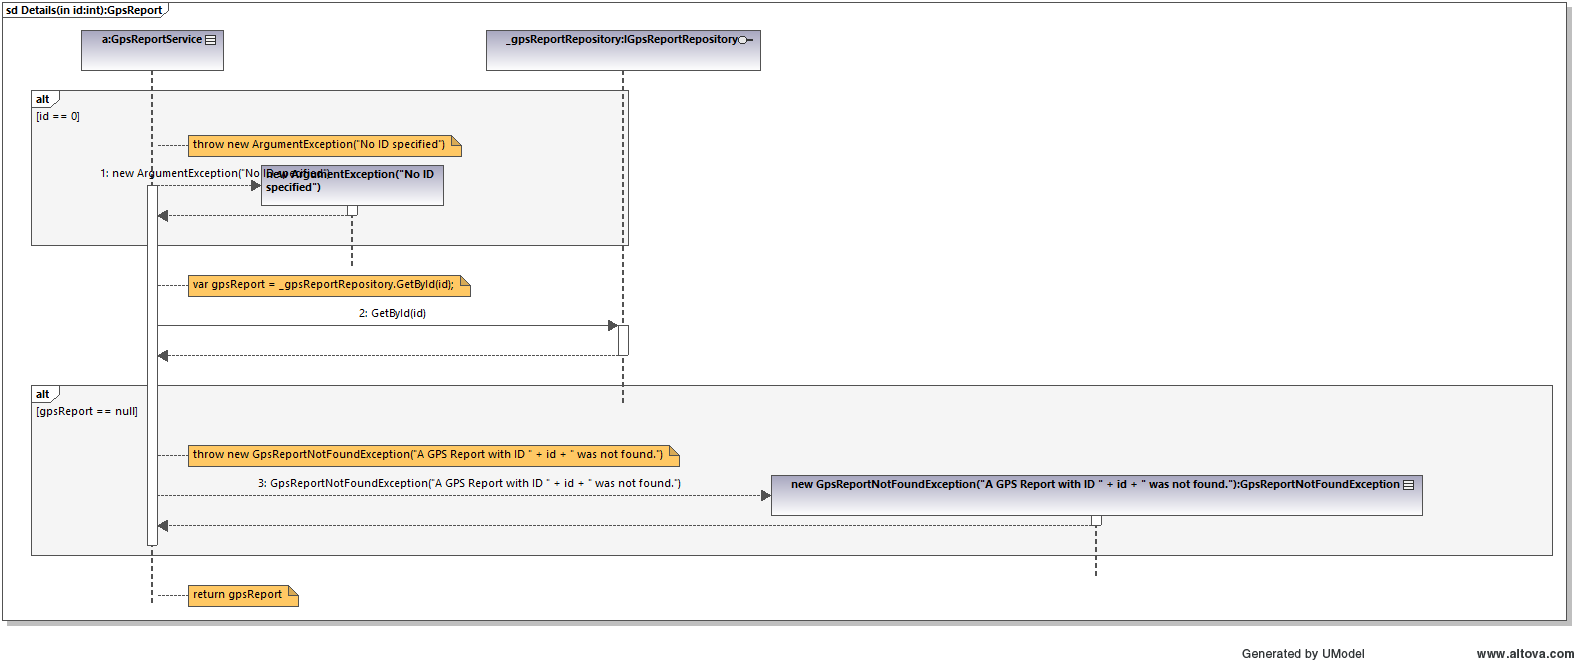 sd Details(in id:int):GpsReport
a:GpsReportService
_gpsReportRepository:IGpsReportRepository
alt
[id == 0]
throw new ArgumentException("No ID specified")
1: new ArgumentException("No ID specified")
new ArgumentException("No ID
specified")
var gpsReport = _gpsReportRepository.GetById(id);
2: GetById(id)
alt
[gpsReport == null]
throw new GpsReportNotFoundException("A GPS Report with ID " + id + " was not found.")
3: GpsReportNotFoundException("A GPS Report with ID " + id + " was not found.")
new GpsReportNotFoundException("A GPS Report with ID " + id + " was not found."):GpsReportNotFoundException
return gpsReport
Generated by UModel
www.altova.com